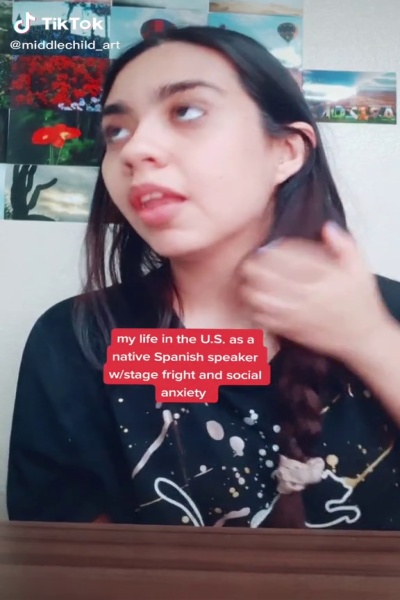 TikTok
@middlechild_art
my life in the U.S. as a
native Spanish speaker
w/stage fright and social
anxiety